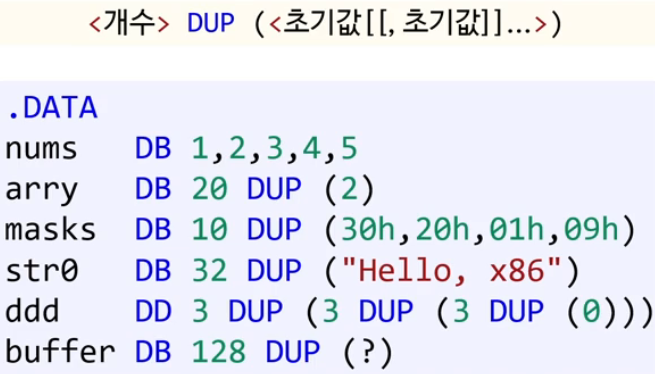 <개수> DUP (<초기값[[, 초기값]]...>)
.DATA
nums   DB 1,2,3,4,5
arry   DB 20 DUP (2)
masks  DB 10 DUP (30h,20h,01h,09h)
str0   DB 32 DUP ("Hello, x86")
ddd    DD 3 DUP (3 DUP (3 DUP (0)))
buffer DB 128 DUP (?)